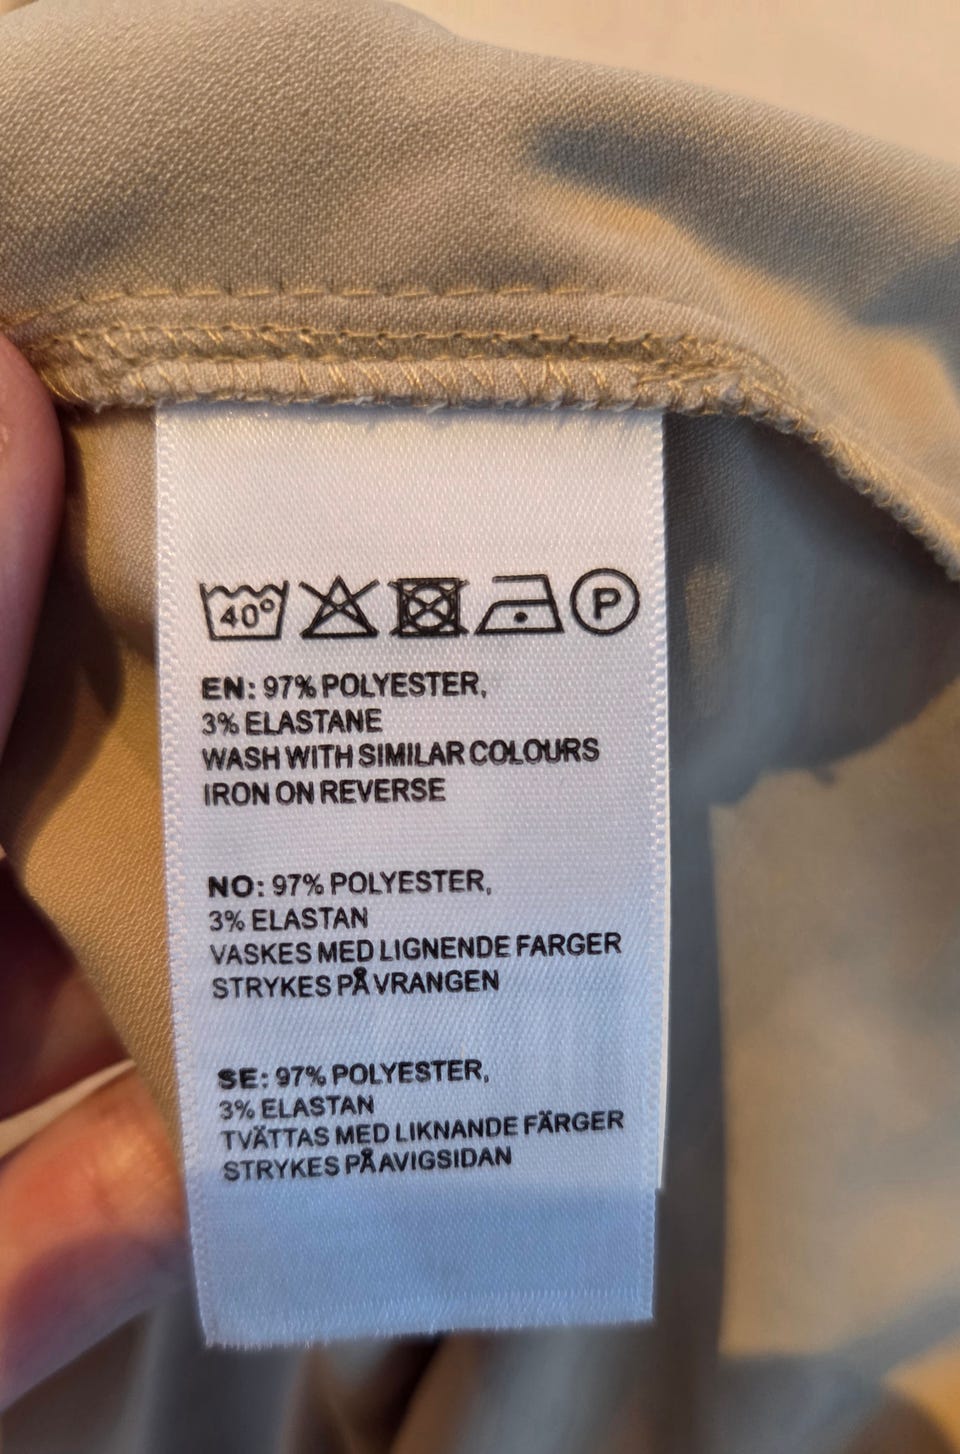 40° P
EN: 97% POLYESTER,
3% ELASTANE
WASH WITH SIMILAR COLOURS
IRON ON REVERSE
NO: 97% POLYESTER,
3% ELASTAN
VASKES MED LIGNENDE FARGER
STRYKES PÅ VRANGEN
SE: 97% POLYESTER,
3% ELASTAN
TVÄTTAS MED LIKNANDE FÄRGER
STRYKES PÅ AVIGSIDAN